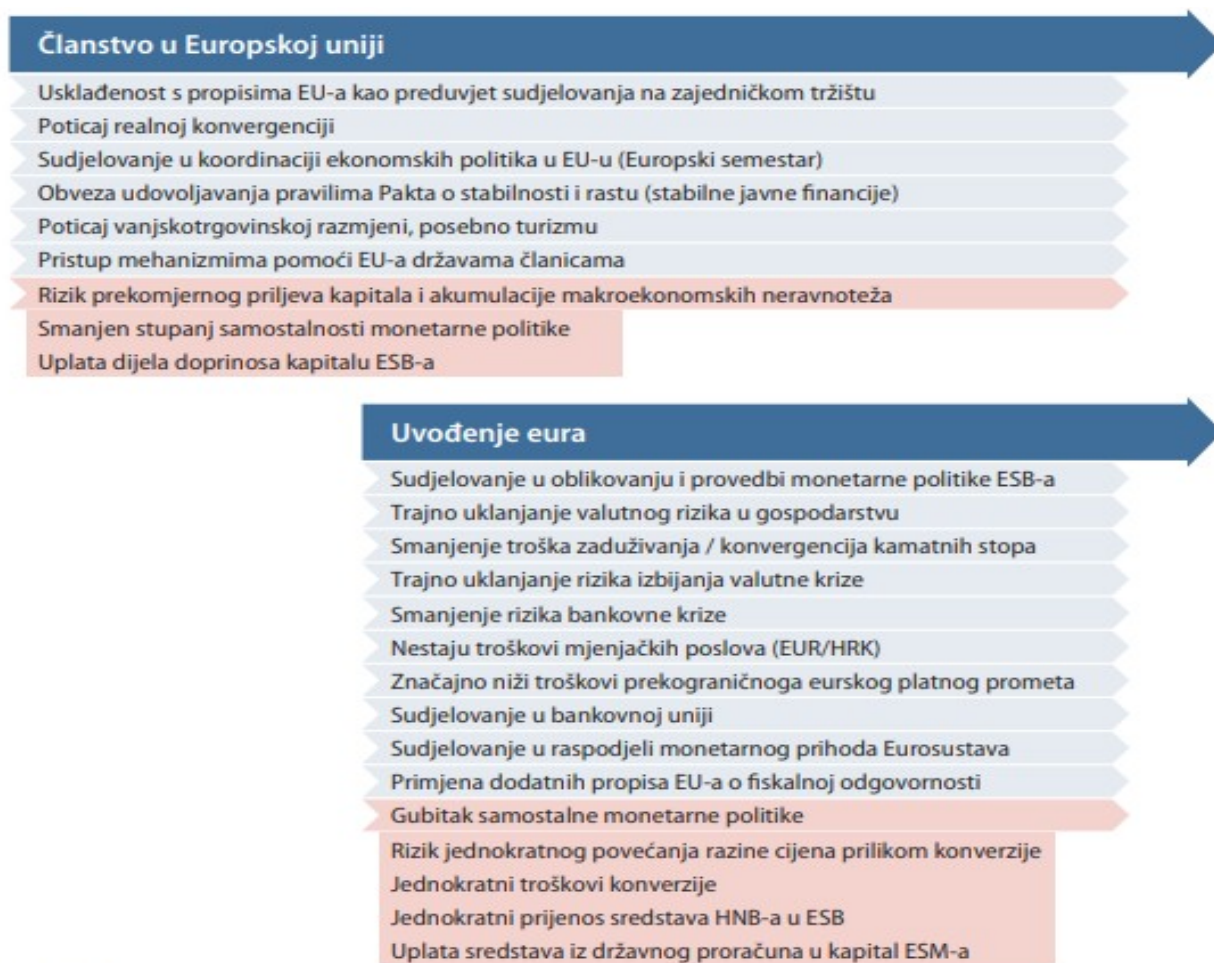 Članstvo u Europskoj uniji
Usklađenost s propisima EU-a kao preduvjet sudjelovanja na zajedničkom tržištu
Poticaj realnoj konvergenciji
Sudjelovanje u koordinaciji ekonomskih politika u EU-u (Europski semestar)
Obveza udovoljavanja pravilima Pakta o stabilnosti i rastu (stabilne javne financije)
Poticaj vanjskotrgovinskoj razmjeni, posebno turizmu
Pristup mehanizmima pomoći EU-a državama članicama
Rizik prekomjernog priljeva kapitala i akumulacije makroekonomskih neravnoteža
Smanjen stupanj samostalnosti monetarne politike
Uplata dijela doprinosa kapitalu ESB-a
Uvođenje eura
Sudjelovanje u oblikovanju i provedbi monetarne politike ESB-a
Trajno uklanjanje valutnog rizika u gospodarstvu
Smanjenje troška zaduživanja / konvergencija kamatnih stopa
Trajno uklanjanje rizika izbijanja valutne krize
Smanjenje rizika bankovne krize
Nestaju troškovi mjenjačkih poslova (EUR/HRK)
Značajno niži troškovi prekograničnoga eurskog platnog prometa
Sudjelovanje u bankovnoj uniji
Sudjelovanje u raspodjeli monetarnog prihoda Eurosustava
Primjena dodatnih propisa EU-a o fiskalnoj odgovornosti
Gubitak samostalne monetarne politike
Rizik jednokratnog povećanja razine cijena prilikom konverzije
Jednokratni troškovi konverzije
Jednokratni prijenos sredstava HNB-a u ESB
Uplata sredstava iz državnog proračuna u kapital ESM-a